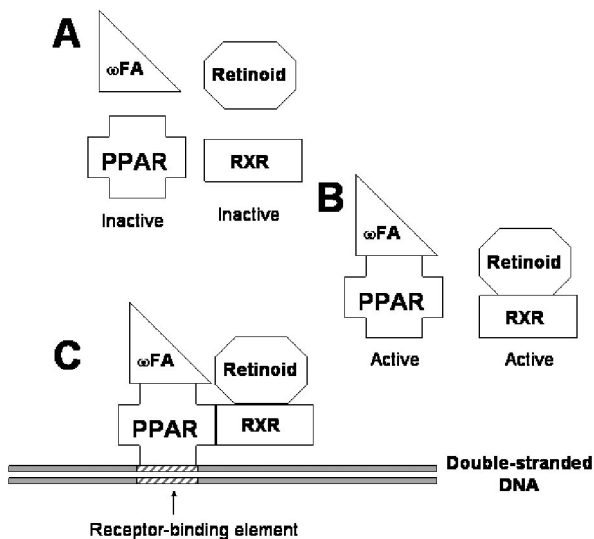 A
ωFA
Retinoid
PPAR
RXR
Inactive
Inactive
B
ωFA
Retinoid
PPAR
RXR
Active
Active
C
ωFA
Retinoid
PPAR
RXR
Double-stranded
DNA
Receptor-binding element